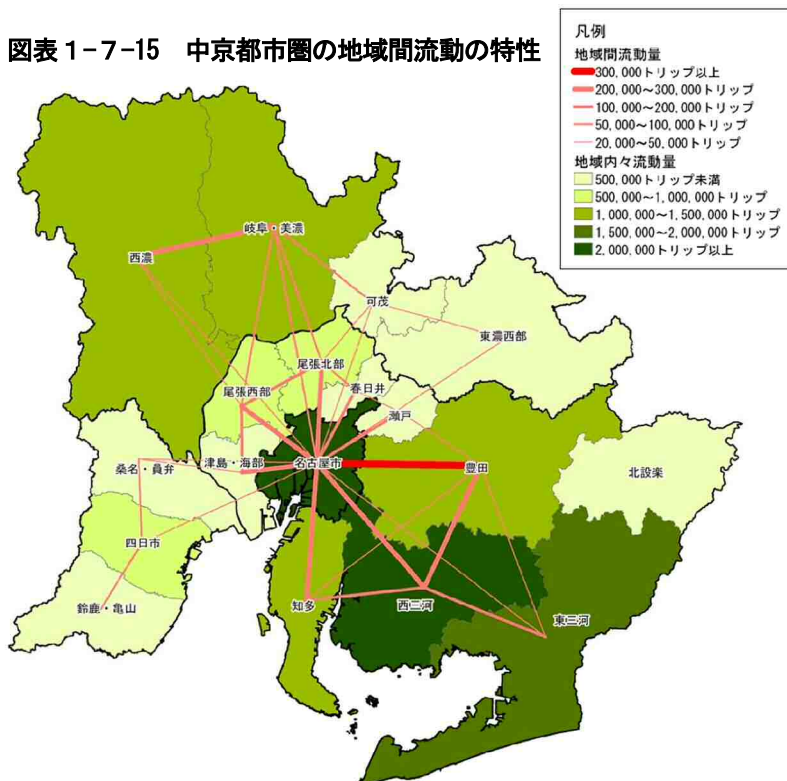 図表１-７-15　中京都市圏の地域間流動の特性
凡例
地域間流動量
300,000トリップ以上
200,000～300,000トリップ
100,000～200,000トリップ
50,000～100,000トリップ
20,000～50,000トリップ
地域内々流動量
500,000トリップ未満
500,000～1,000,000トリップ
1,000,000～1,500,000トリップ
1,500,000～2,000,000トリップ
2,000,000トリップ以上
岐阜・美濃
西濃
可茂
東濃西部
尾張北部
尾張西部
春日井
瀬戸
津島・海部
名古屋市
豊田
北設楽
桑名・員弁
四日市
鈴鹿・亀山
知多
西三河
東三河